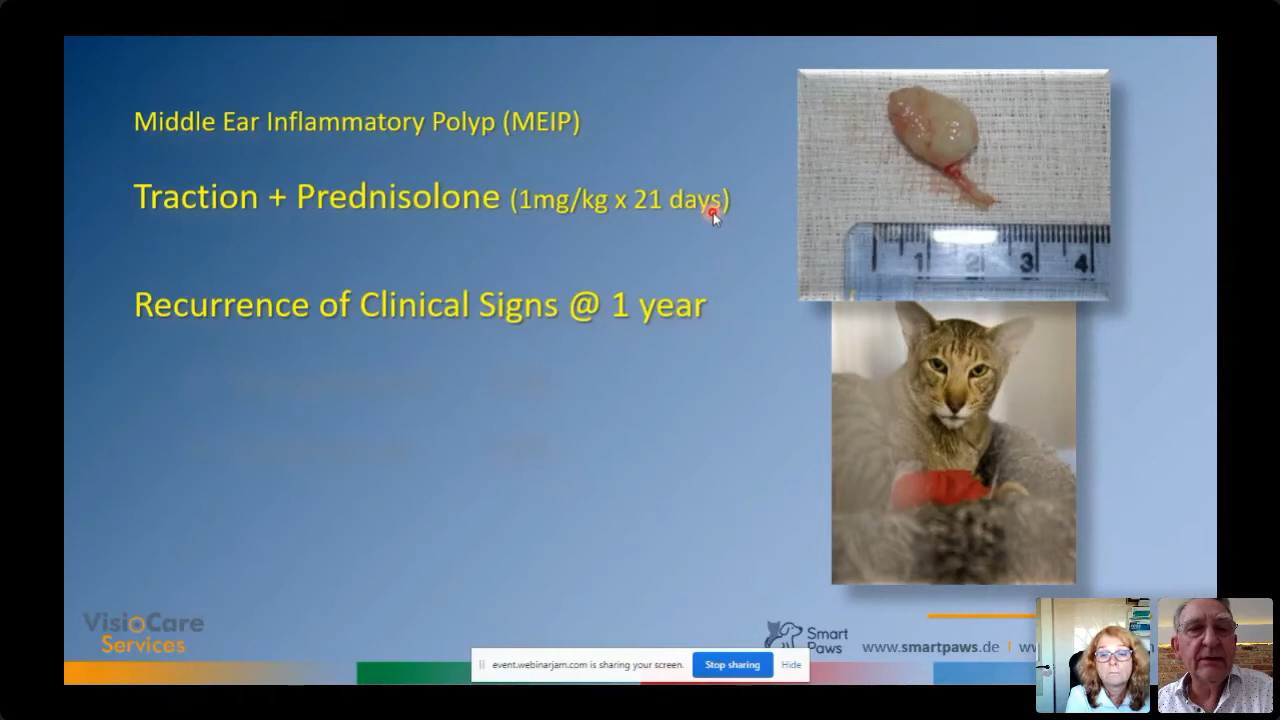 Middle Ear Inflammatory Polyp (MEIP)
Traction + Prednisolone (1mg/kg x 21 days)
1 2 3 4
Recurrence of Clinical Signs @ 1 year
VisioCare
Services
Smart
Paws
www.smartpaws.de I
event.webinarjam.com is sharing your screen. Stop sharing Hide